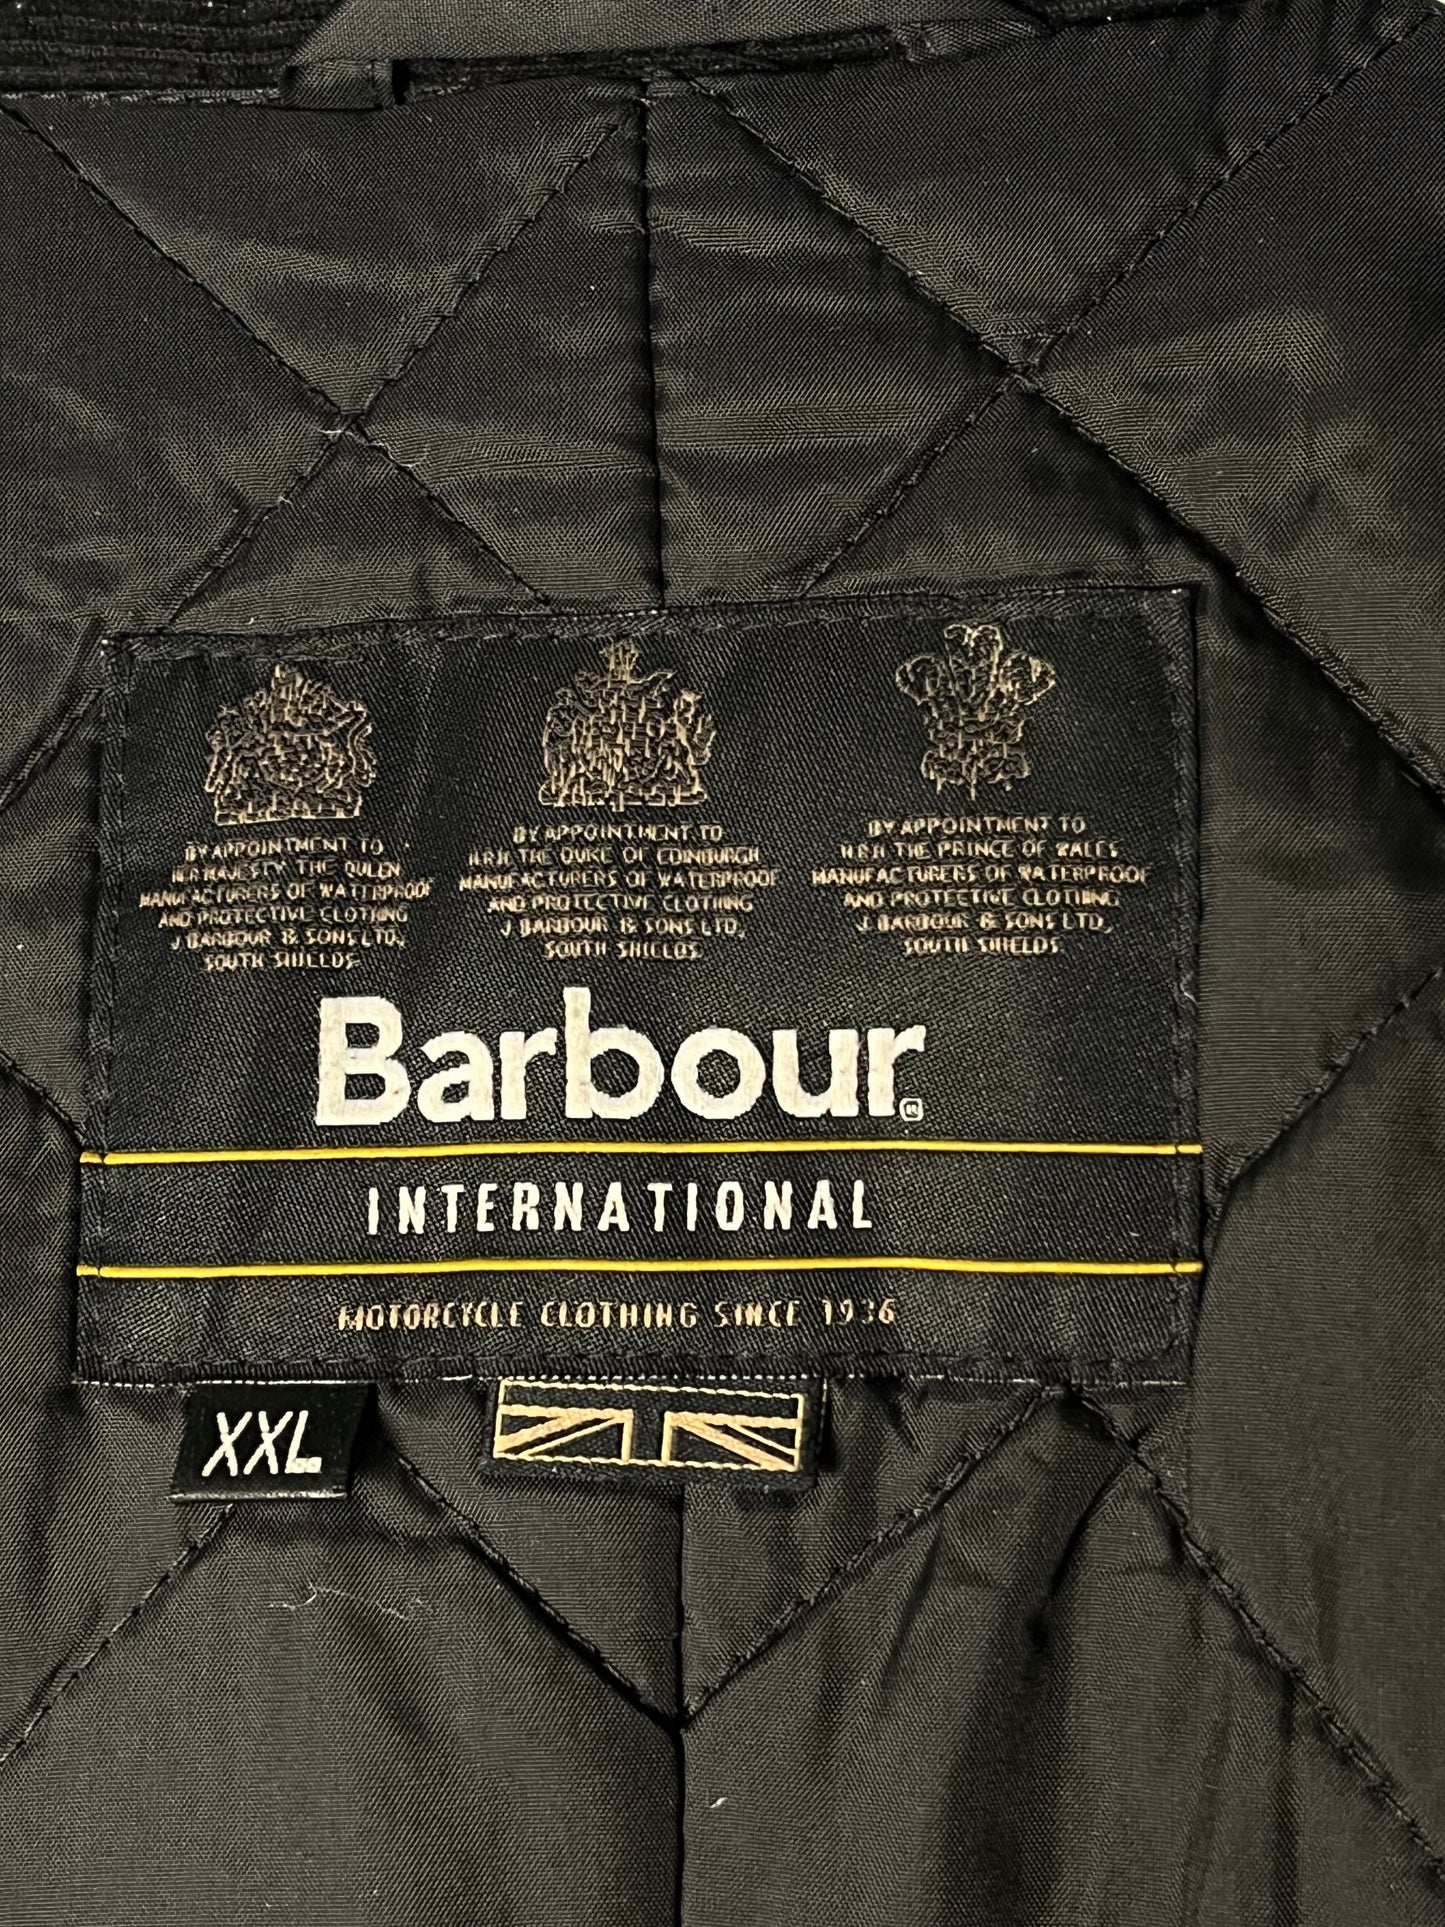 BY APPOINTMENT TO
HER MAJESTY THE QUEEN
MANUFACTURERS OF WATERPROOF
AND PROTECTIVE CLOTHING
J BARBOUR & SONS LTD,
SOUTH SHIELDS
BY APPOINTMENT TO
H.R.H THE DUKE OF EDINBURGH
MANUFACTURERS OF WATERPROOF
AND PROTECTIVE CLOTHING
J BARBOUR & SONS LTD,
SOUTH SHIELDS
BY APPOINTMENT TO
H.R.H THE PRINCE OF WALES
MANUFACTURERS OF WATERPROOF
AND PROTECTIVE CLOTHING
J BARBOUR & SONS LTD,
SOUTH SHIELDS
Barbour®
INTERNATIONAL
MOTORCYCLE CLOTHING SINCE 1936
XXL